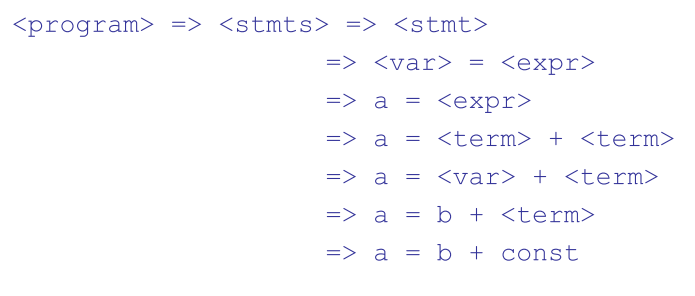 <program> => <stmts> => <stmt>
=> <var> = <expr>
=> a = <expr>
=> a = <term> + <term>
=> a = <var> + <term>
=> a = b + <term>
=> a = b + const